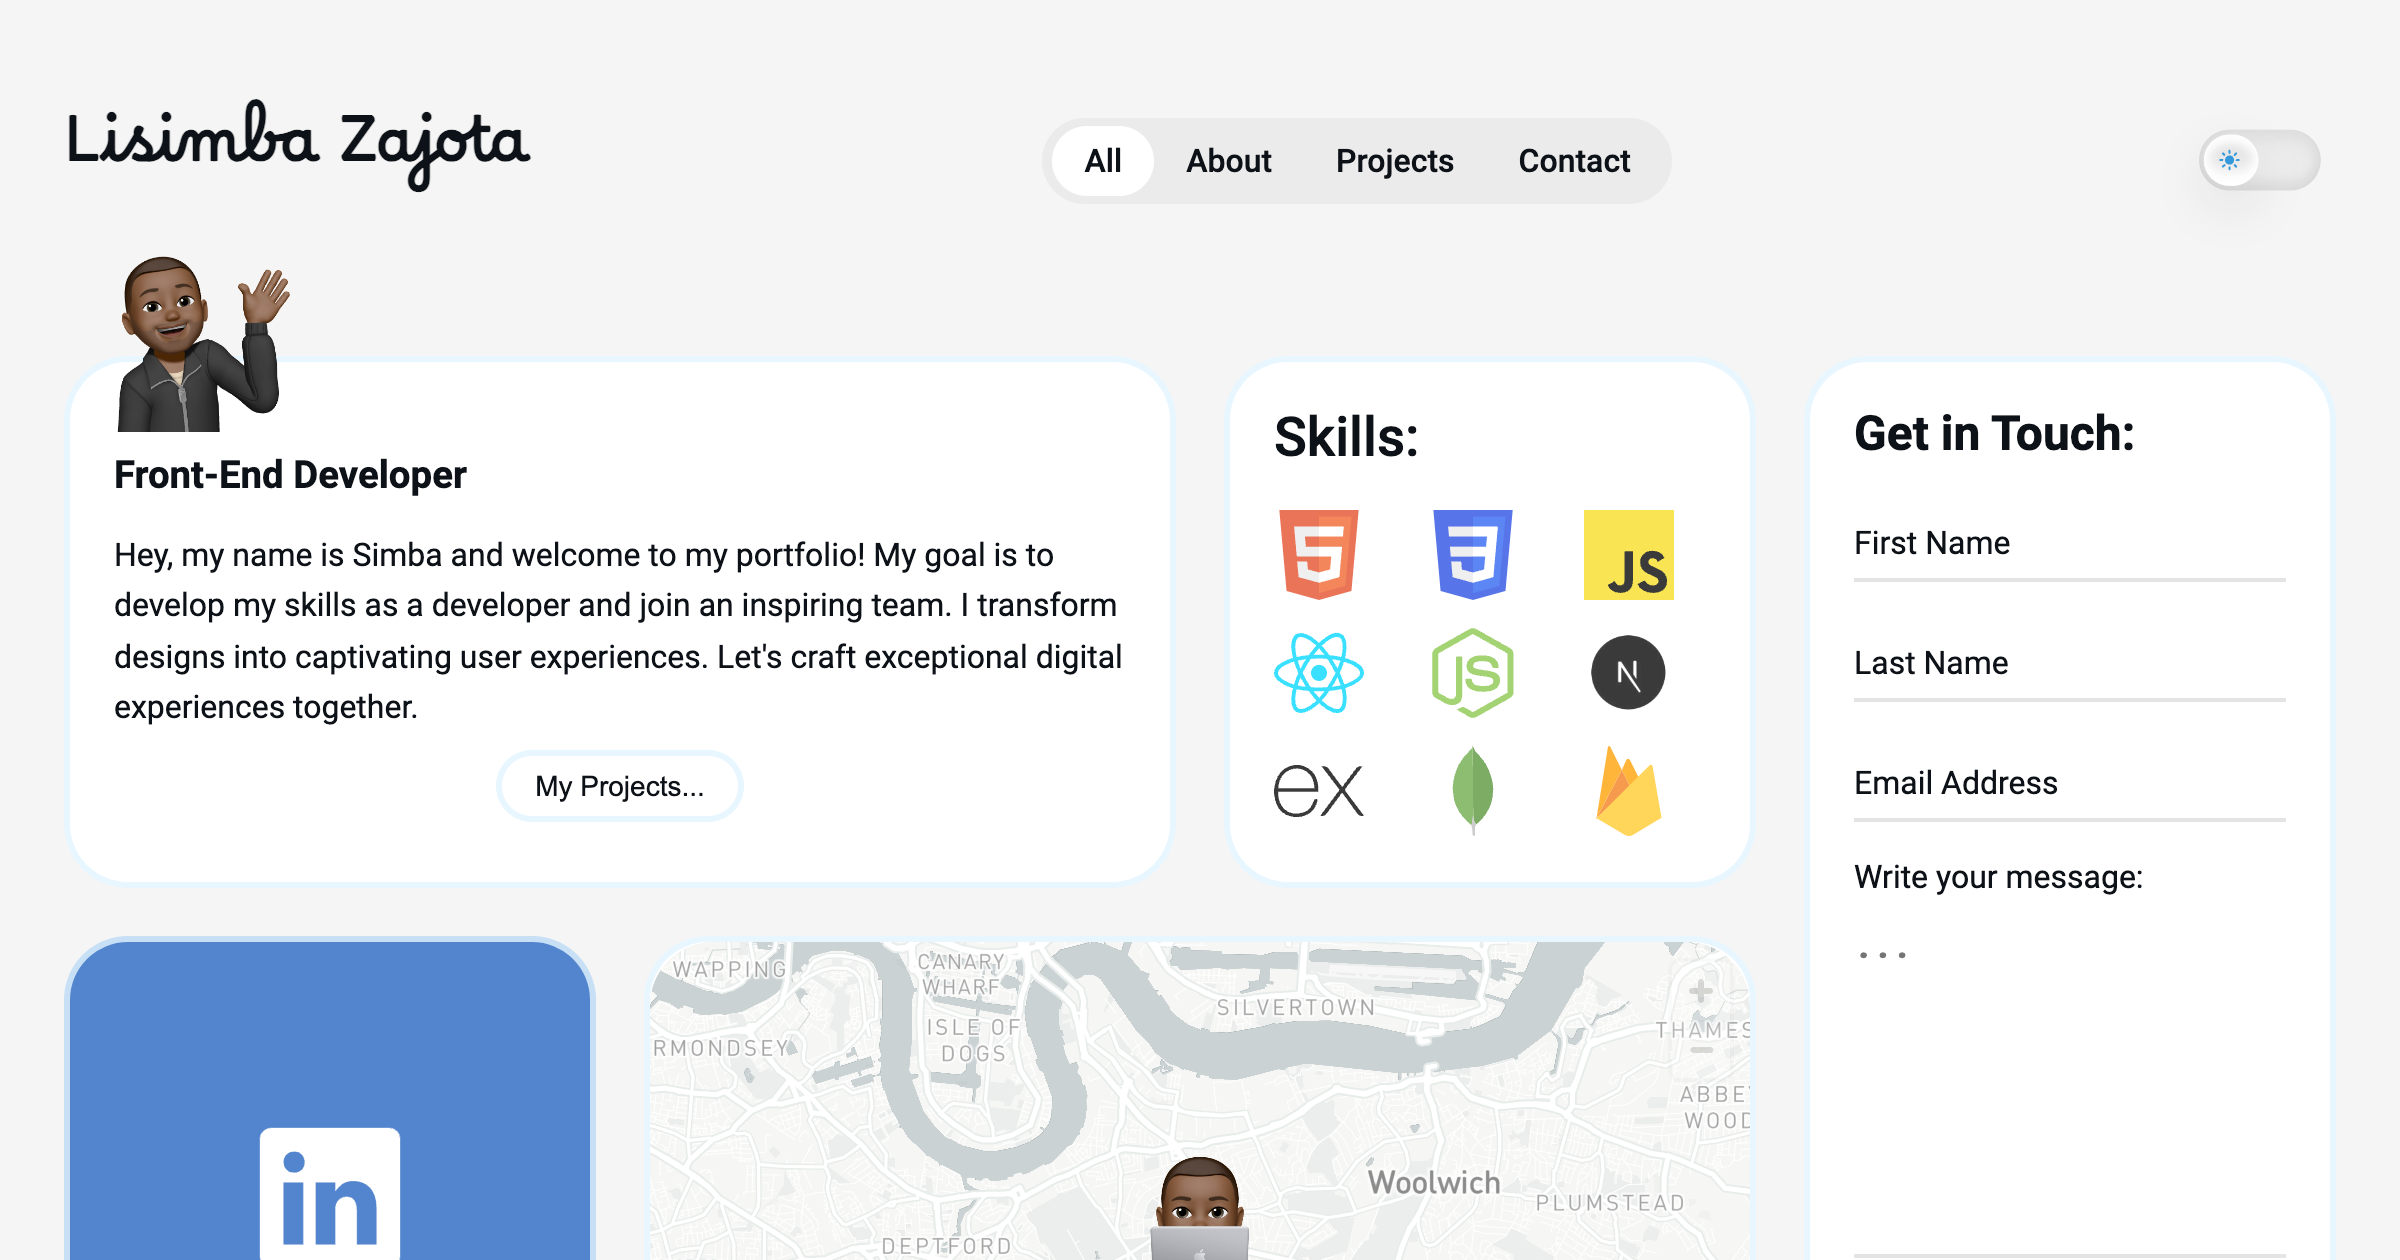 Lisimba Zajota
All
About
Projects
Contact
Front-End Developer
Hey, my name is Simba and welcome to my portfolio! My goal is to
develop my skills as a developer and join an inspiring team. I transform
designs into captivating user experiences. Let's craft exceptional digital
experiences together.
My Projects...
Skills:
5
3
JS
JS
N
ex
Get in Touch:
First Name
Last Name
Email Address
Write your message:
...
in
WAPPING
CANARY
WHARF
ISLE OF
DOGS
RMONDSEY
SILVERTOWN
THAMES
ABBE
WOOD
Woolwich
PLUMSTEAD
DEPTFORD